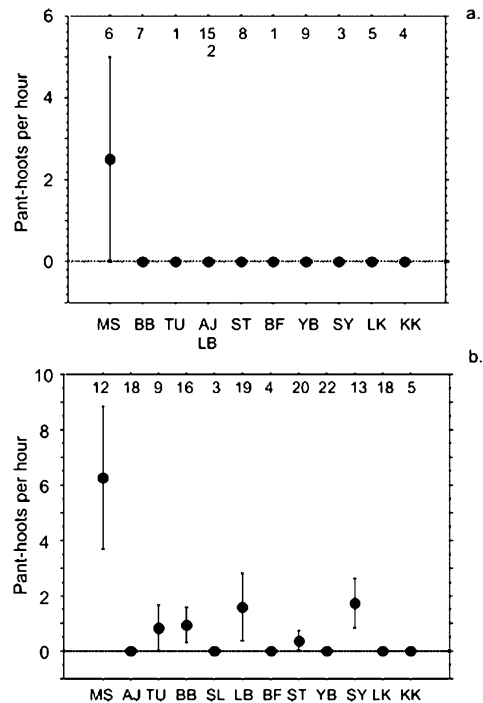 a.
6
6 7 1 15 8 1 9 3 5 4
2
4
2
0
Pant-hoots per hour
MS BB TU AJ ST BF YB SY LK KK
LB
b.
10
12 18 9 16 3 19 4 20 22 13 18 5
8
6
4
2
0
Pant-hoots per hour
MS AJ TU BB SL LB BF ST YB SY LK KK